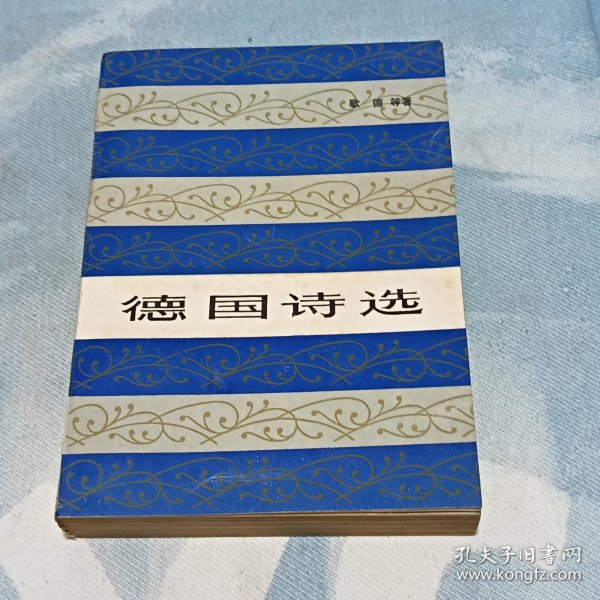 歌 德 等著
德国诗选
孔夫子旧书网
www.kongfz.com